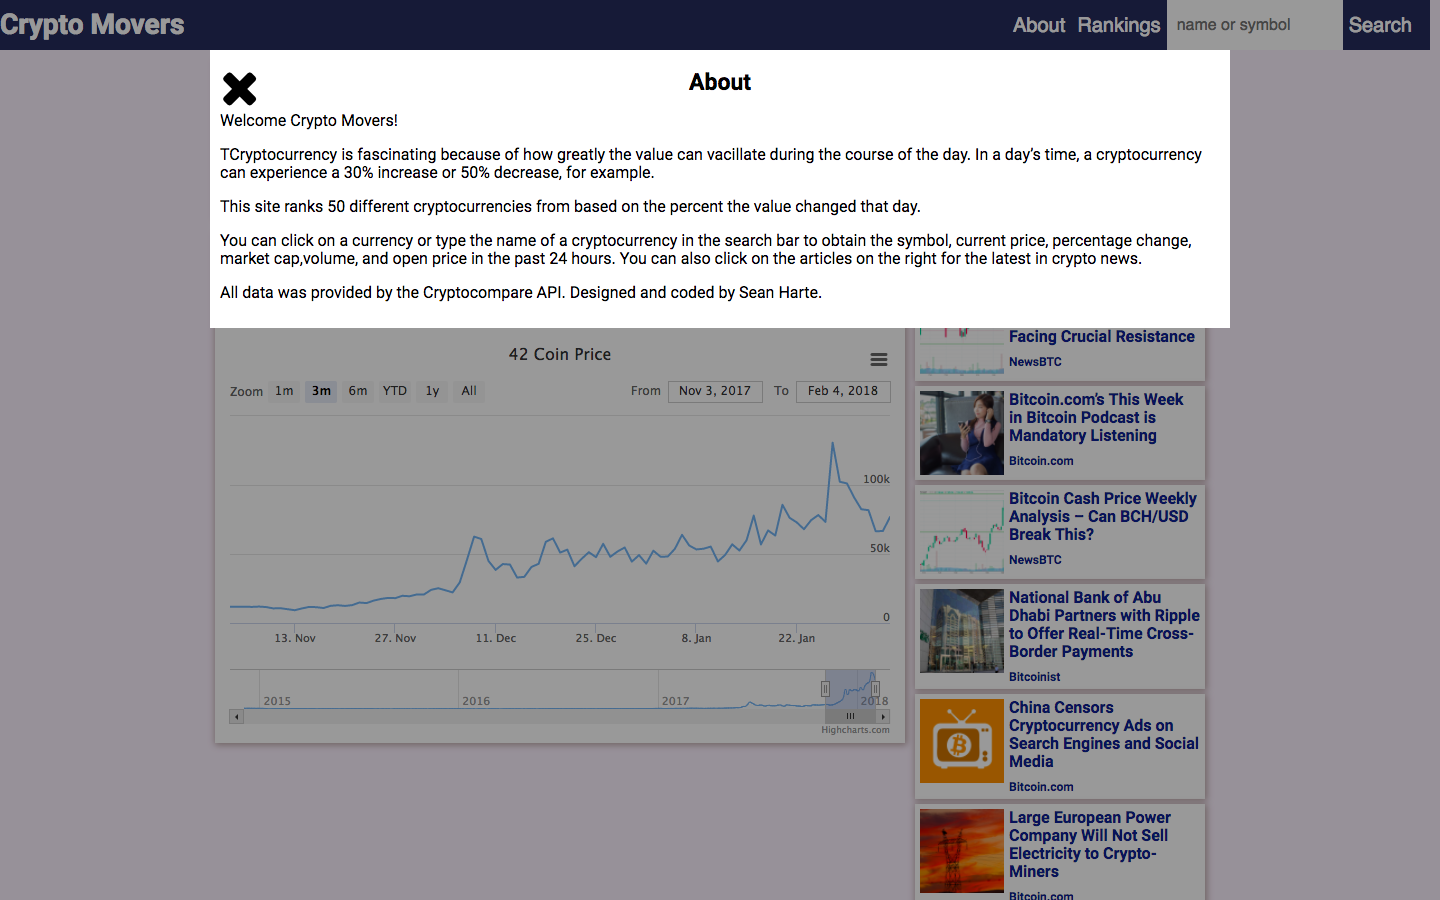 Crypto Movers
About Rankings name or symbol Search
About
Welcome Crypto Movers!
TCryptocurrency is fascinating because of how greatly the value can vacillate during the course of the day. In a day’s time, a cryptocurrency
can experience a 30% increase or 50% decrease, for example.
This site ranks 50 different cryptocurrencies from based on the percent the value changed that day.
You can click on a currency or type the name of a cryptocurrency in the search bar to obtain the symbol, current price, percentage change,
market cap,volume, and open price in the past 24 hours. You can also click on the articles on the right for the latest in crypto news.
All data was provided by the Cryptocompare API. Designed and coded by Sean Harte.
42 Coin Price
Zoom 1m 3m 6m YTD 1y All
From Nov 3, 2017 To Feb 4, 2018
100k
50k
0
13. Nov 27. Nov 11. Dec 25. Dec 8. Jan 22. Jan
2015 2016 2017 2018
Highcharts.com
Facing Crucial Resistance
NewsBTC
Bitcoin.com’s This Week
in Bitcoin Podcast is
Mandatory Listening
Bitcoin.com
Bitcoin Cash Price Weekly
Analysis – Can BCH/USD
Break This?
NewsBTC
National Bank of Abu
Dhabi Partners with Ripple
to Offer Real-Time Cross-
Border Payments
Bitcoinist
China Censors
Cryptocurrency Ads on
Search Engines and Social
Media
Bitcoin.com
Large European Power
Company Will Not Sell
Electricity to Crypto-
Miners
Bitcoin.com